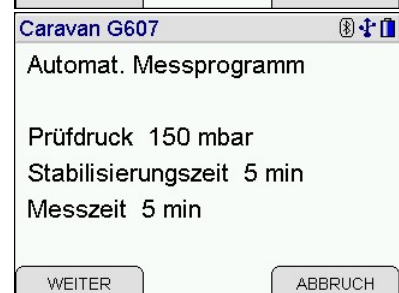 Caravan G607
Automat. Messprogramm
Prüfdruck 150 mbar
Stabilisierungszeit 5 min
Messzeit 5 min
WEITER ABBRUCH